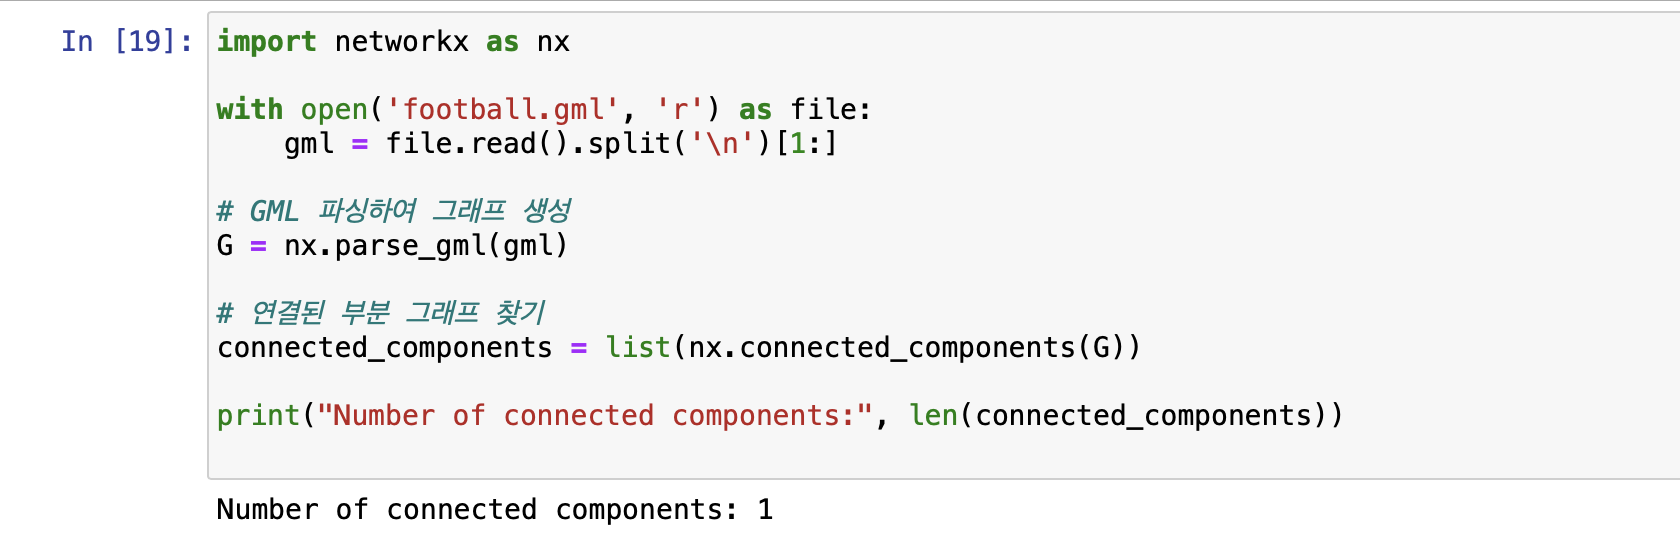 In [19]: import networkx as nx
with open('football.gml', 'r') as file:
    gml = file.read().split('\n')[1:]
# GML 파싱하여 그래프 생성
G = nx.parse_gml(gml)
# 연결된 부분 그래프 찾기
connected_components = list(nx.connected_components(G))
print("Number of connected components:", len(connected_components))
Number of connected components: 1